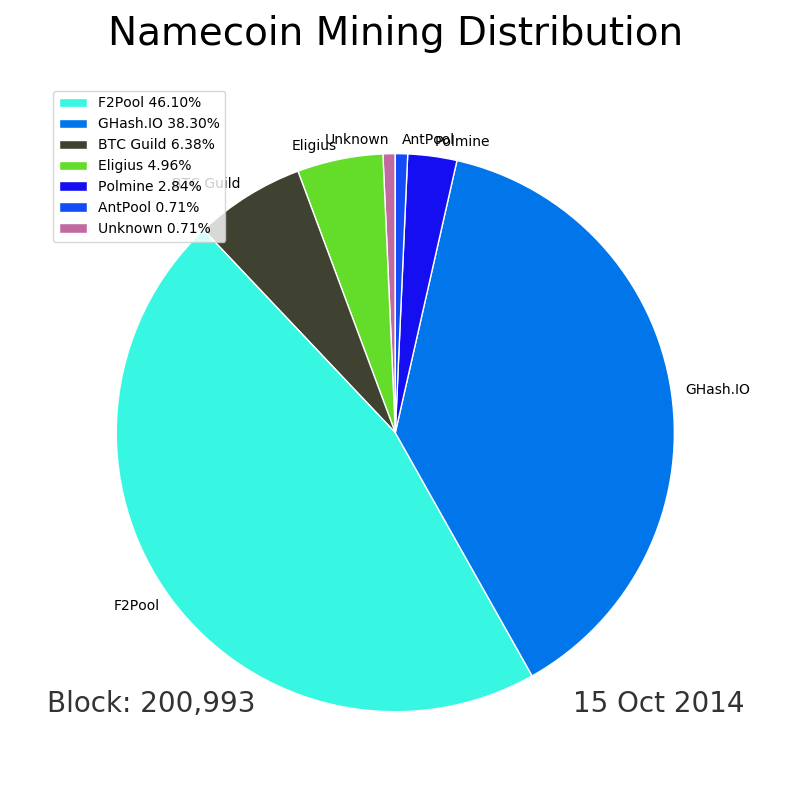 Namecoin Mining Distribution
F2Pool 46.10%
GHash.IO 38.30%
BTC Guild 6.38%
Eligius 4.96%
Polmine 2.84%
AntPool 0.71%
Unknown 0.71%
Unknown
AntPool
Polmine
Eligius
BTC Guild
GHash.IO
F2Pool
Block: 200,993
15 Oct 2014